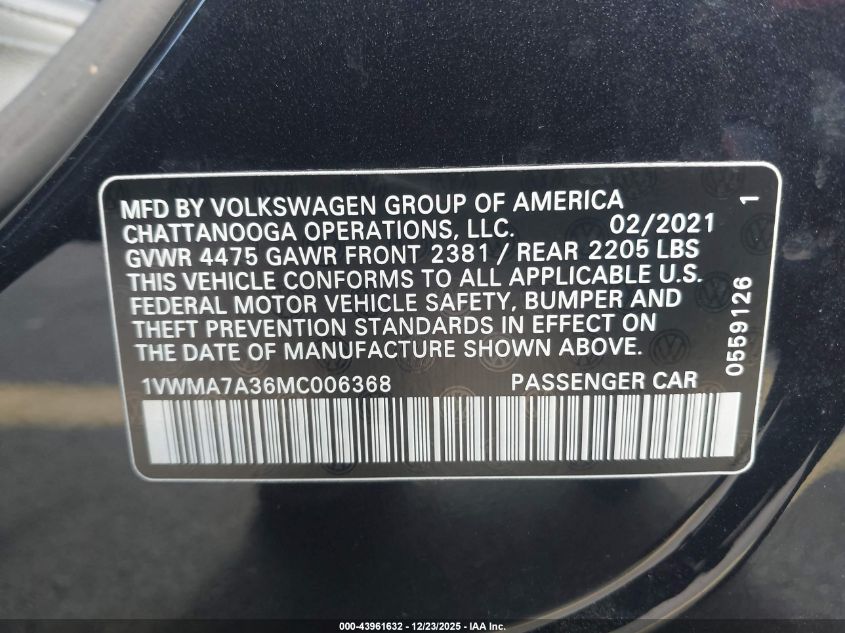 MFD BY VOLKSWAGEN GROUP OF AMERICA
CHATTANOOGA OPERATIONS, LLC. 02/2021
GVWR 4475 GAWR FRONT 2381 / REAR 2205 LBS
THIS VEHICLE CONFORMS TO ALL APPLICABLE U.S.
FEDERAL MOTOR VEHICLE SAFETY, BUMPER AND
THEFT PREVENTION STANDARDS IN EFFECT ON
THE DATE OF MANUFACTURE SHOWN ABOVE.
1VWMA7A36MC006368 PASSENGER CAR
0559126 1
000-43961632 - 12/23/2025 - IAA Inc.